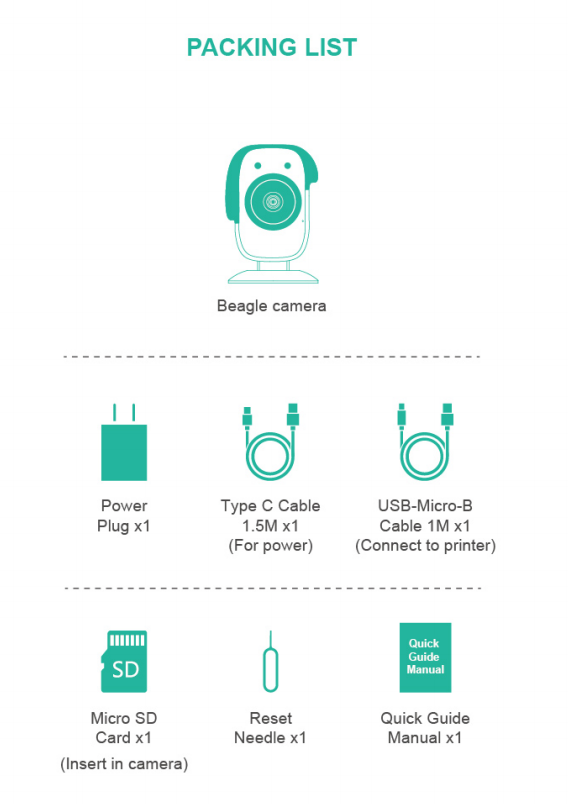 PACKING LIST
Beagle camera
Power
Plug x1
Type C Cable
1.5M x1
(For power)
USB-Micro-B
Cable 1M x1
(Connect to printer)
SD
Micro SD
Card x1
(Insert in camera)
Reset
Needle x1
Quick
Guide
Manual
Quick Guide
Manual x1